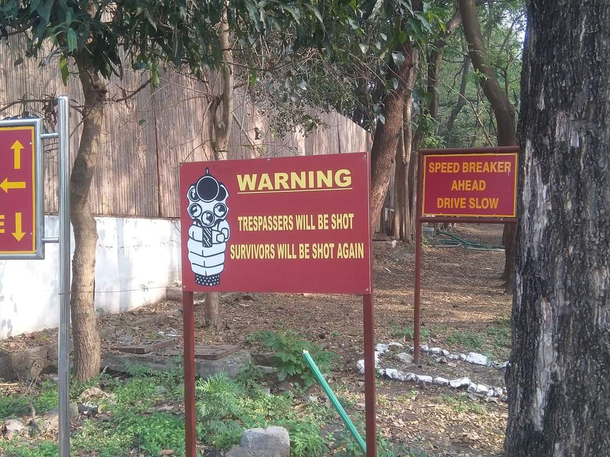 WARNING
TRESPASSERS WILL BE SHOT
SURVIVORS WILL BE SHOT AGAIN
SPEED BREAKER
AHEAD
DRIVE SLOW